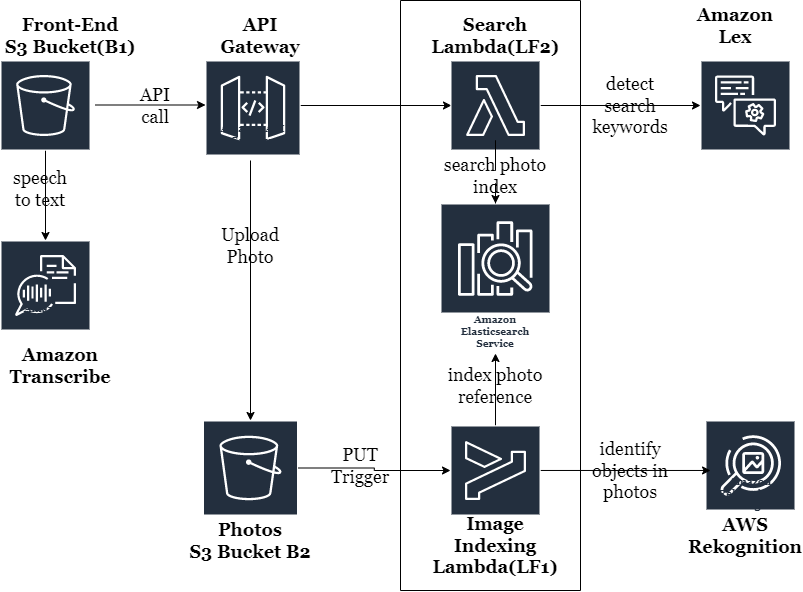 Front-End
S3 Bucket(B1)
API
Gateway
Search
Lambda(LF2)
Amazon
Lex
API
call
detect
search
keywords
speech
to text
search photo
index
Upload
Photo
Amazon
Elasticsearch
Service
Amazon
Transcribe
index photo
reference
PUT
Trigger
identify
objects in
photos
Photos
S3 Bucket B2
Image
Indexing
Lambda(LF1)
AWS
Rekognition